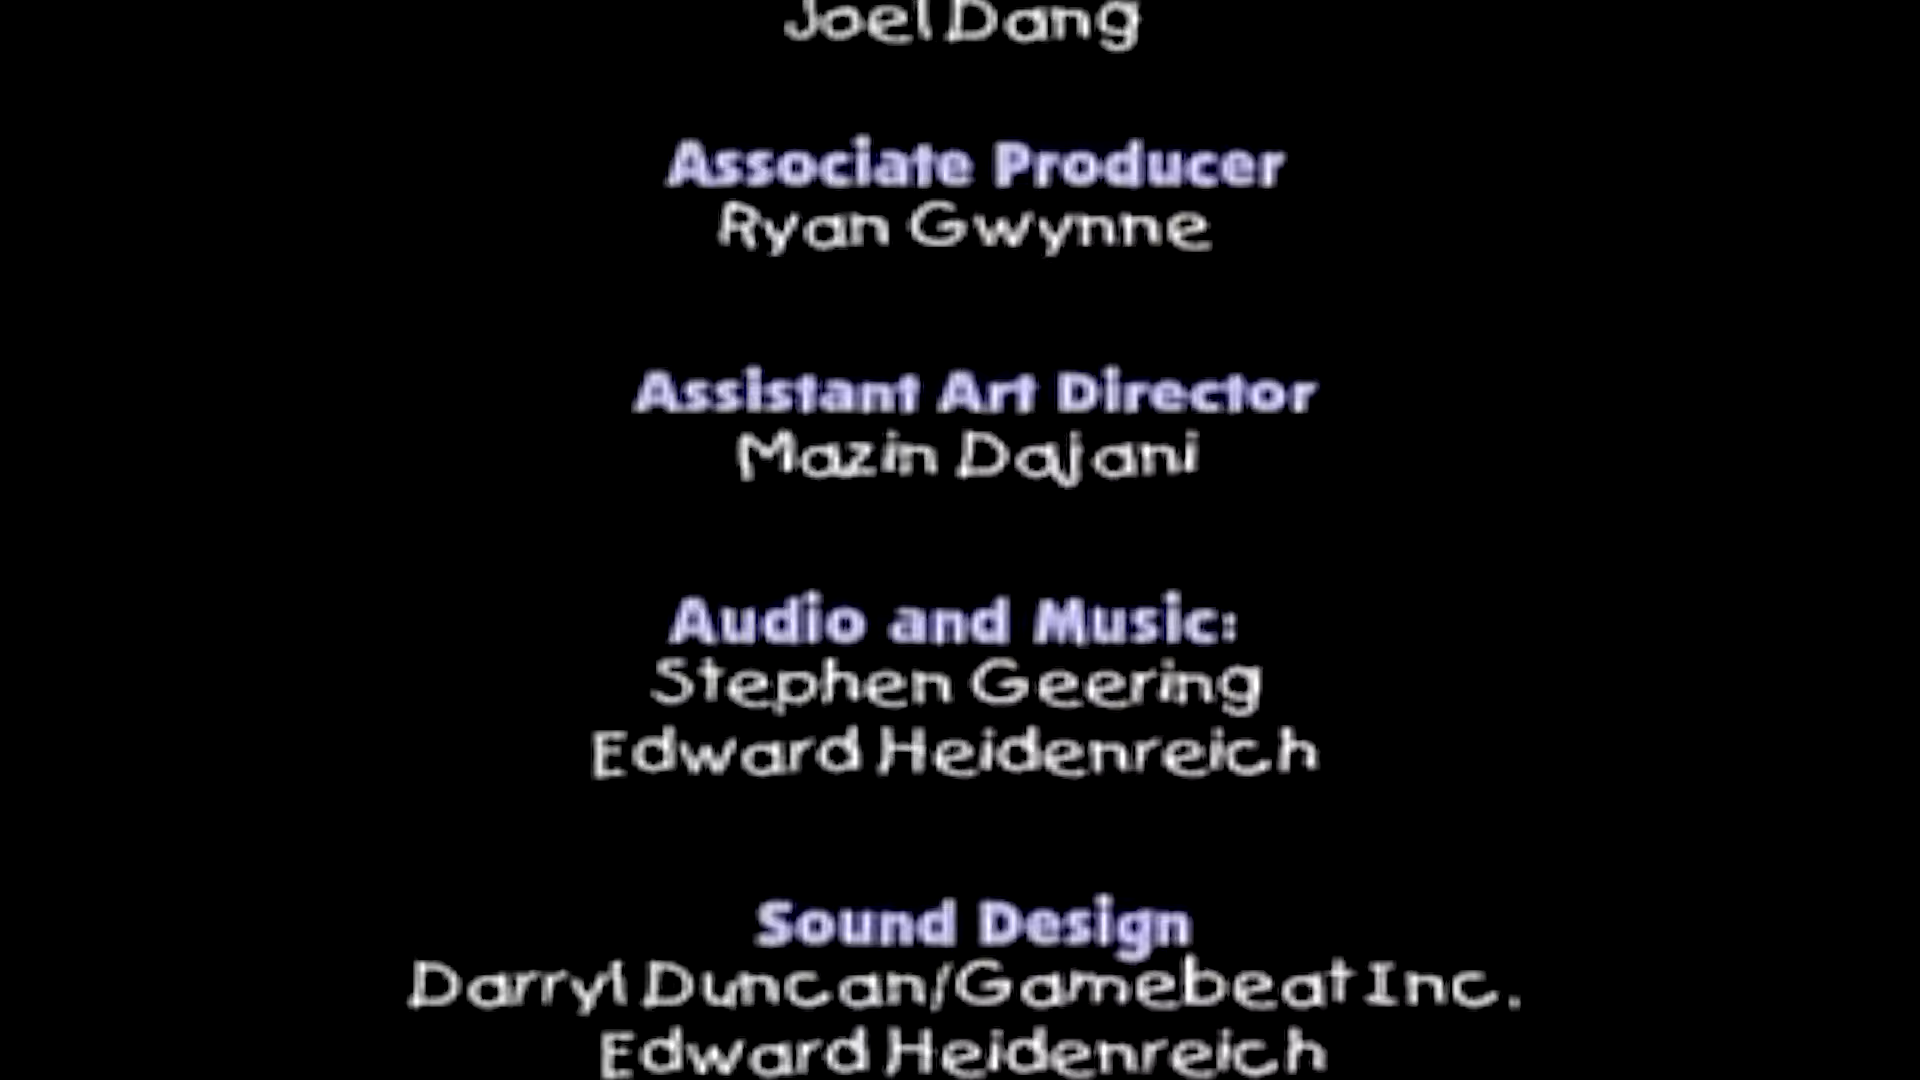 Joel Dang
Associate Producer
Ryan Gwynne
Assistant Art Director
Mazin Dajani
Audio and Music:
Stephen Geering
Edward Heidenreich
Sound Design
Darryl Duncan/Gamebeat Inc.
Edward Heidenreich